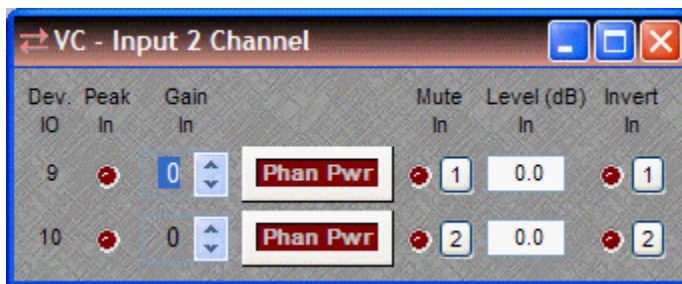 VC - Input 2 Channel
Dev. Peak Gain Mute Level (dB) Invert
IO In In In In In
9 0 Phan Pwr 1 0.0 1
10 0 Phan Pwr 2 0.0 2